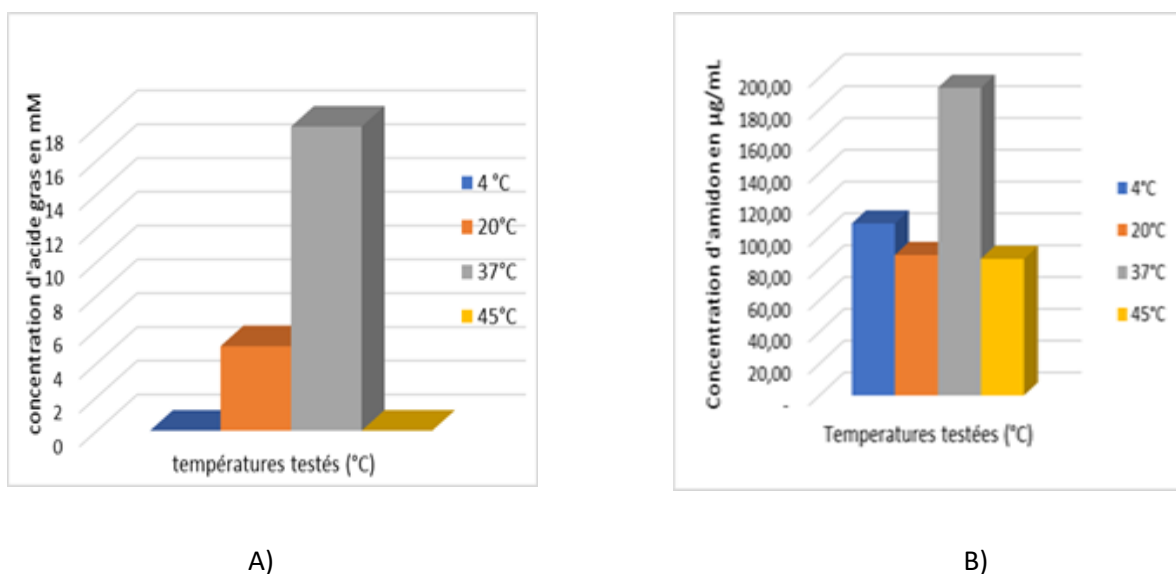 concentration d'acide gras en mM
18
16
14
12
10
8
6
4
2
0
températures testés (°C)
4 °C
20°C
37°C
45°C
A)
Concentration d'amidon en µg/mL
200,00
180,00
160,00
140,00
120,00
100,00
80,00
60,00
40,00
20,00
-
Temperatures testées (°C)
4°C
20°C
37°C
45°C
B)